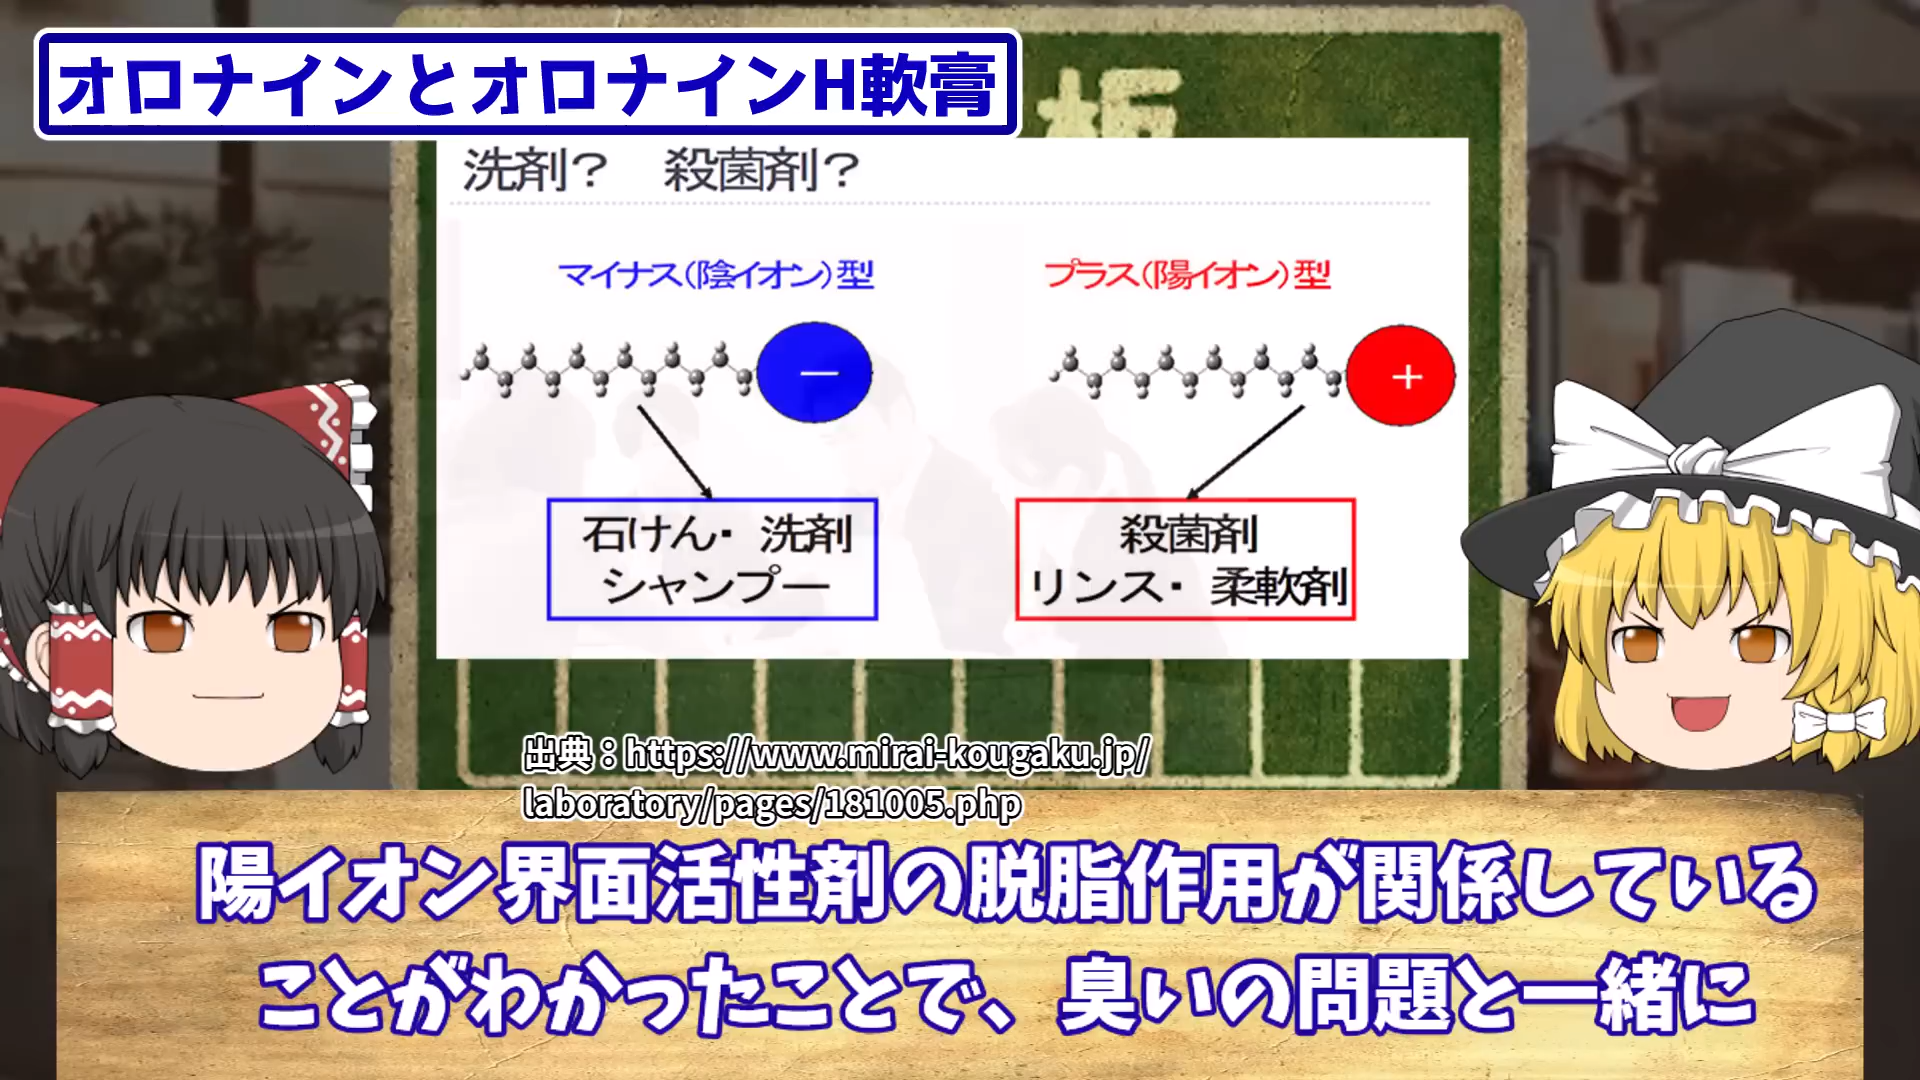 オロナインとオロナインH軟膏
洗剤？　殺菌剤？
マイナス(陰イオン)型
プラス(陽イオン)型
−
+
石けん・洗剤
シャンプー
殺菌剤
リンス・柔軟剤
出典：https://www.mirai-kougaku.jp/
laboratory/pages/181005.php
陽イオン界面活性剤の脱脂作用が関係している
ことがわかったことで、臭いの問題と一緒に